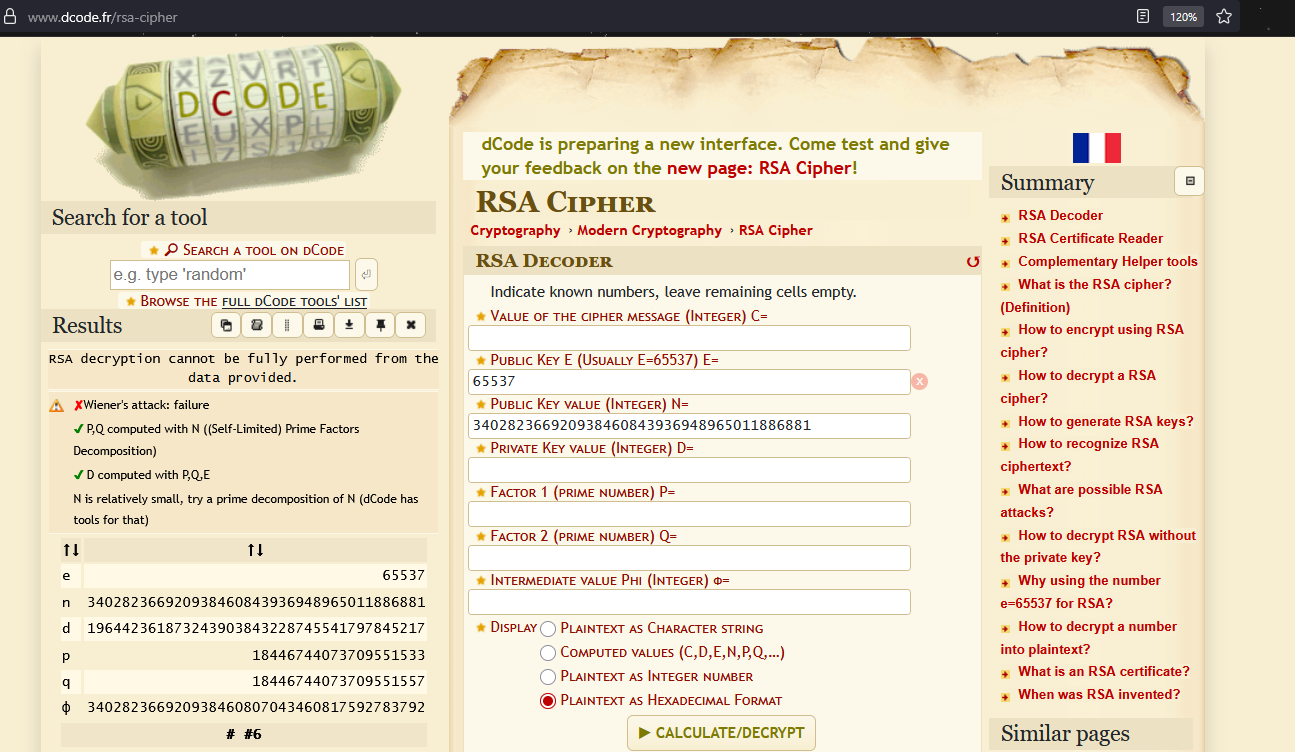 www.dcode.fr/rsa-cipher
120%
X Z V R T
D C O D E
E U X P L
I 7 S 1 9
Search for a tool
Search a tool on dCode
e.g. type 'random'
Browse the full dCode tools' list
Results
RSA decryption cannot be fully performed from the
data provided.
⚠ ✘Wiener's attack: failure
✔P,Q computed with N ((Self-Limited) Prime Factors
Decomposition)
✔D computed with P,Q,E
N is relatively small, try a prime decomposition of N (dCode has
tools for that)
↑↓ ↑↓
e 65537
n 340282366920938460843936948965011886881
d 196442361873243903843228745541797845217
p 18446744073709551533
q 18446744073709551557
ϕ 340282366920938460807043460817592783792
# #6
dCode is preparing a new interface. Come test and give
your feedback on the new page: RSA Cipher!
RSA Cipher
Cryptography › Modern Cryptography › RSA Cipher
RSA Decoder
Indicate known numbers, leave remaining cells empty.
Value of the cipher message (Integer) C=
Public Key E (Usually E=65537) E=
65537
X
Public Key value (Integer) N=
340282366920938460843936948965011886881
Private Key value (Integer) D=
Factor 1 (prime number) P=
Factor 2 (prime number) Q=
Intermediate value Phi (Integer) Φ=
Display
Plaintext as Character string
Computed values (C,D,E,N,P,Q,...)
Plaintext as Integer number
Plaintext as Hexadecimal Format
▶ Calculate/Decrypt
Summary
RSA Decoder
RSA Certificate Reader
Complementary Helper tools
What is the RSA cipher?
(Definition)
How to encrypt using RSA
cipher?
How to decrypt a RSA
cipher?
How to generate RSA keys?
How to recognize RSA
ciphertext?
What are possible RSA
attacks?
How to decrypt RSA without
the private key?
Why using the number
e=65537 for RSA?
How to decrypt a number
into plaintext?
What is an RSA certificate?
When was RSA invented?
Similar pages